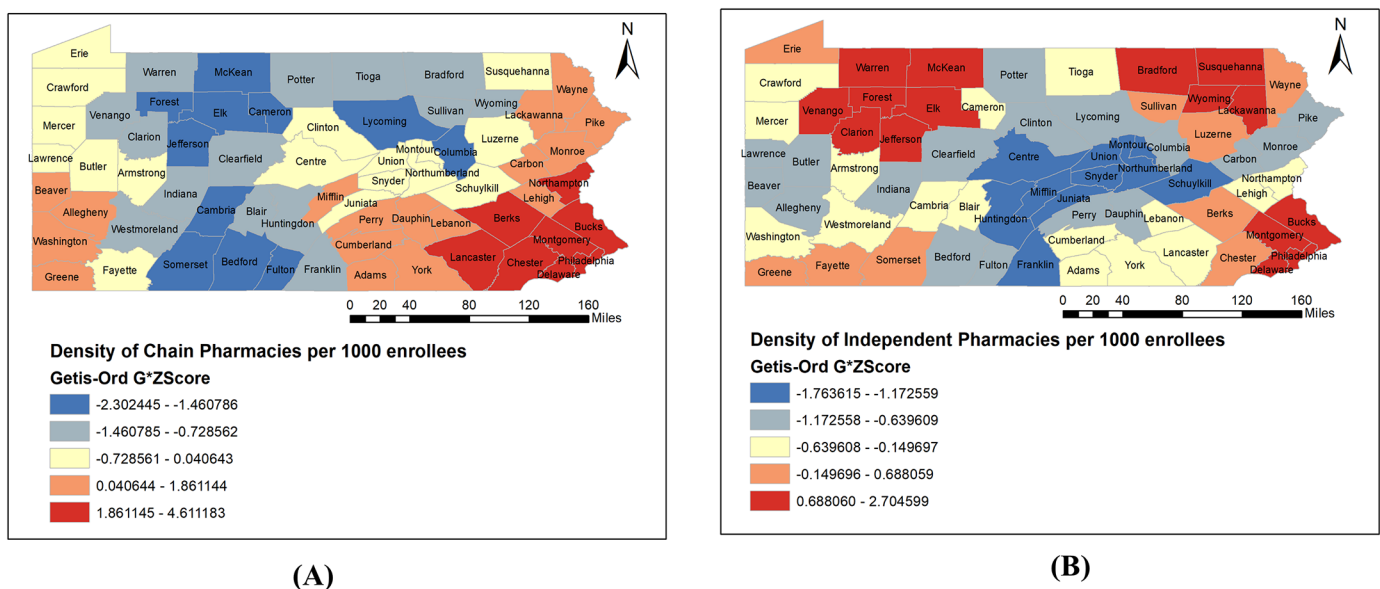 N
Erie
Warren
McKean
Potter
Tioga
Bradford
Susquehanna
Crawford
Wayne
Forest
Elk
Cameron
Sullivan
Wyoming
Lackawanna
Venango
Lycoming
Pike
Mercer
Clinton
Luzerne
Clarion
Jefferson
Columbia
Monroe
Lawrence
Butler
Clearfield
Centre
Montour
Union
Carbon
Armstrong
Northumberland
Northampton
Beaver
Indiana
Snyder
Schuylkill
Lehigh
Mifflin
Juniata
Allegheny
Cambria
Blair
Huntingdon
Perry
Dauphin
Lebanon
Berks
Bucks
Westmoreland
Montgomery
Washington
Cumberland
Lancaster
Philadelphia
Somerset
Bedford
Fulton
Franklin
Adams
York
Chester
Delaware
Greene
Fayette
0 20 40 80 120 160
Miles
Density of Chain Pharmacies per 1000 enrollees
Getis-Ord G*ZScore
-2.302445 - -1.460786
-1.460785 - -0.728562
-0.728561 - 0.040643
0.040644 - 1.861144
1.861145 - 4.611183
(A)
N
Erie
Warren
McKean
Potter
Tioga
Bradford
Susquehanna
Crawford
Wayne
Forest
Elk
Cameron
Sullivan
Wyoming
Lackawanna
Venango
Clinton
Lycoming
Pike
Mercer
Luzerne
Clarion
Jefferson
Montour
Columbia
Monroe
Lawrence
Butler
Clearfield
Centre
Union
Carbon
Armstrong
Northumberland
Northampton
Beaver
Indiana
Snyder
Schuylkill
Lehigh
Mifflin
Juniata
Allegheny
Cambria
Blair
Huntingdon
Perry
Dauphin
Lebanon
Berks
Bucks
Westmoreland
Montgomery
Washington
Cumberland
Lancaster
Philadelphia
Somerset
Bedford
Fulton
Franklin
Adams
York
Chester
Delaware
Greene
Fayette
0 20 40 80 120 160
Miles
Density of Independent Pharmacies per 1000 enrollees
Getis-Ord G*ZScore
-1.763615 - -1.172559
-1.172558 - -0.639609
-0.639608 - -0.149697
-0.149696 - 0.688059
0.688060 - 2.704599
(B)